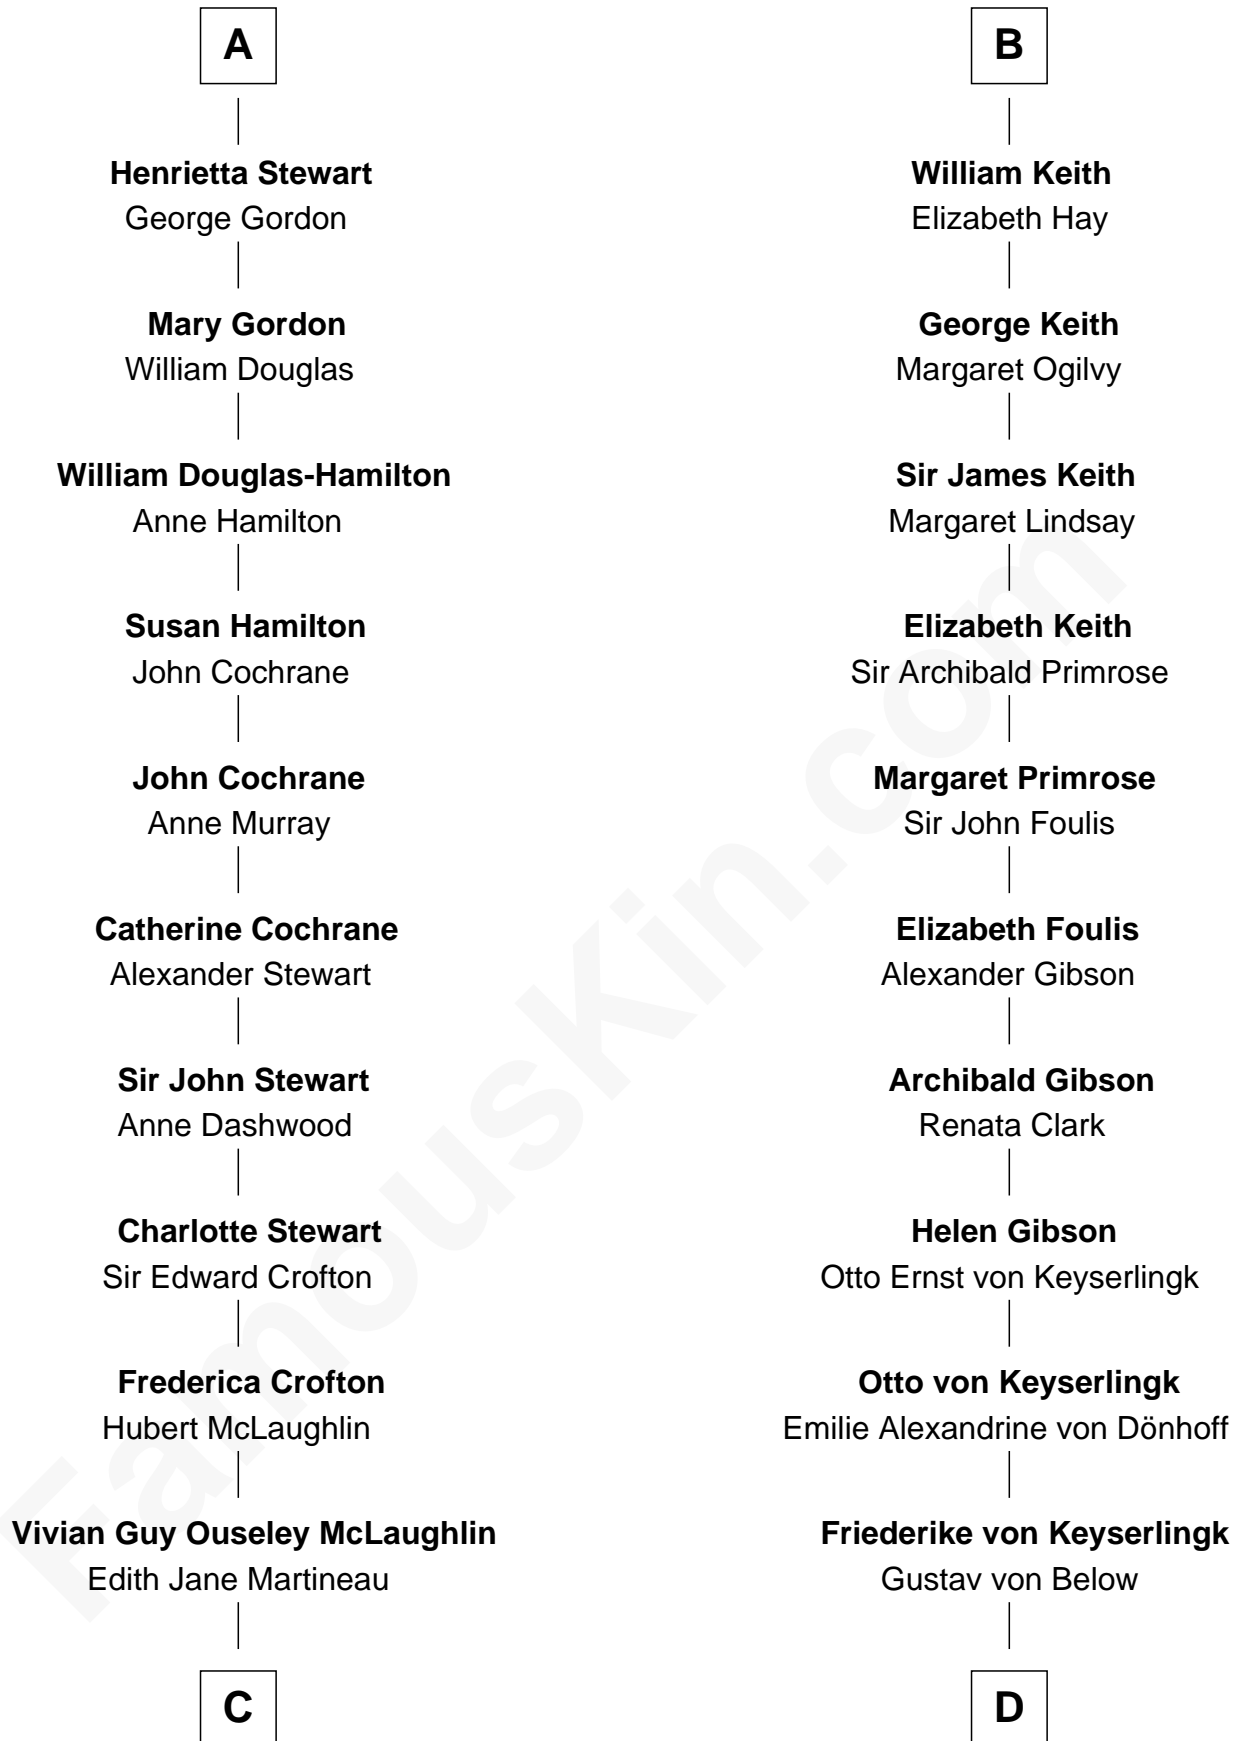 A
Henrietta Stewart
George Gordon
Mary Gordon
William Douglas
William Douglas-Hamilton
Anne Hamilton
Susan Hamilton
John Cochrane
John Cochrane
Anne Murray
Catherine Cochrane
Alexander Stewart
Sir John Stewart
Anne Dashwood
Charlotte Stewart
Sir Edward Crofton
Frederica Crofton
Hubert McLaughlin
Vivian Guy Ouseley McLaughlin
Edith Jane Martineau
C
B
William Keith
Elizabeth Hay
George Keith
Margaret Ogilvy
Sir James Keith
Margaret Lindsay
Elizabeth Keith
Sir Archibald Primrose
Margaret Primrose
Sir John Foulis
Elizabeth Foulis
Alexander Gibson
Archibald Gibson
Renata Clark
Helen Gibson
Otto Ernst von Keyserlingk
Otto von Keyserlingk
Emilie Alexandrine von Dönhoff
Friederike von Keyserlingk
Gustav von Below
D
FamousKin.com